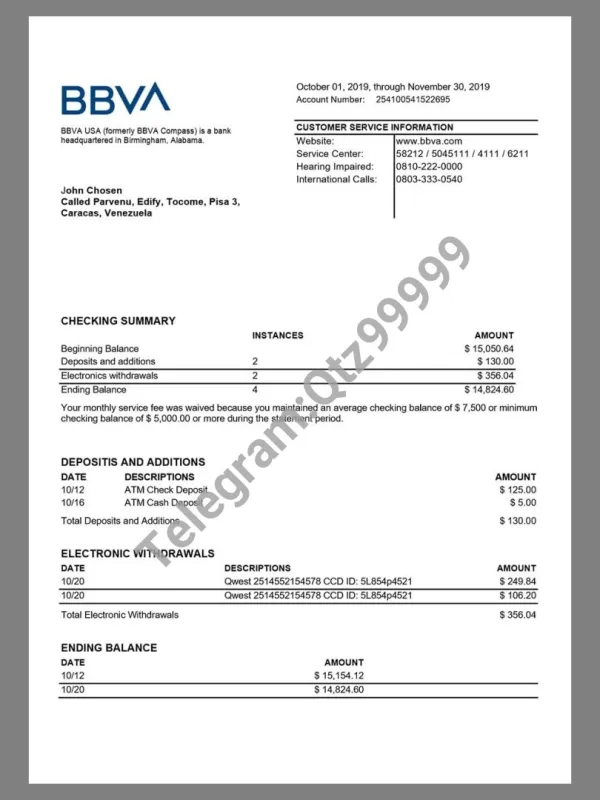 BBVA
BBVA USA (formerly BBVA Compass) is a bank
headquartered in Birmingham, Alabama.
October 01, 2019, through November 30, 2019
Account Number: 254100541522695
CUSTOMER SERVICE INFORMATION
Website: www.bbva.com
Service Center: 58212 / 5045111 / 4111 / 6211
Hearing Impaired: 0810-222-0000
International Calls: 0803-333-0540
John Chosen
Called Parvenu, Edify, Tocome, Pisa 3,
Caracas, Venezuela
CHECKING SUMMARY
INSTANCES AMOUNT
Beginning Balance $ 15,050.64
Deposits and additions 2 $ 130.00
Electronics withdrawals 2 $ 356.04
Ending Balance 4 $ 14,824.60
Your monthly service fee was waived because you maintained an average checking balance of $ 7,500 or minimum
checking balance of $ 5,000.00 or more during the statement period.
DEPOSITIS AND ADDITIONS
DATE DESCRIPTIONS AMOUNT
10/12 ATM Check Deposit $ 125.00
10/16 ATM Cash Deposit $ 5.00
Total Deposits and Additions $ 130.00
ELECTRONIC WITHDRAWALS
DATE DESCRIPTIONS AMOUNT
10/20 Qwest 2514552154578 CCD ID: 5L854p4521 $ 249.84
10/20 Qwest 2514552154578 CCD ID: 5L854p4521 $ 106.20
Total Electronic Withdrawals $ 356.04
ENDING BALANCE
DATE AMOUNT
10/12 $ 15,154.12
10/20 $ 14,824.60
Telegram:Qtz99999